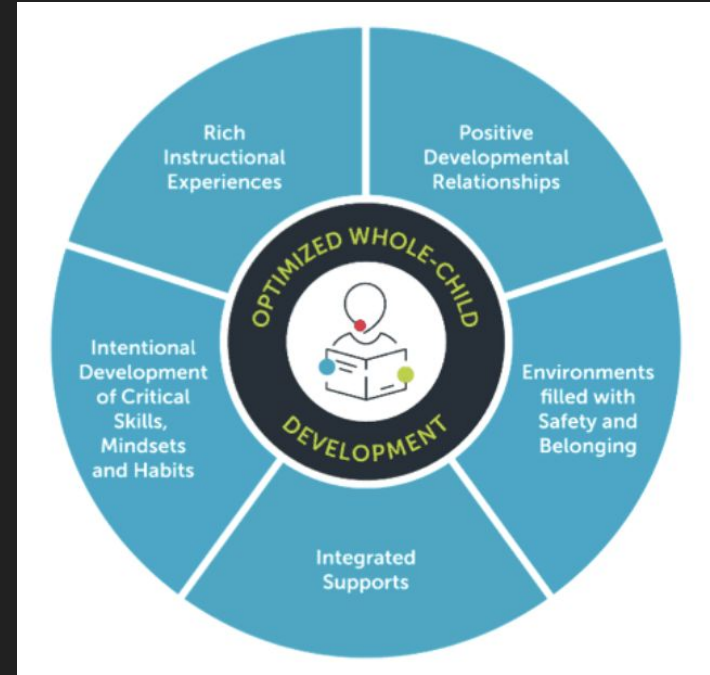 Rich
Instructional
Experiences
Positive
Developmental
Relationships
OPTIMIZED WHOLE-CHILD
DEVELOPMENT
Intentional
Development
of Critical
Skills,
Mindsets
and Habits
Environments
filled with
Safety and
Belonging
Integrated
Supports